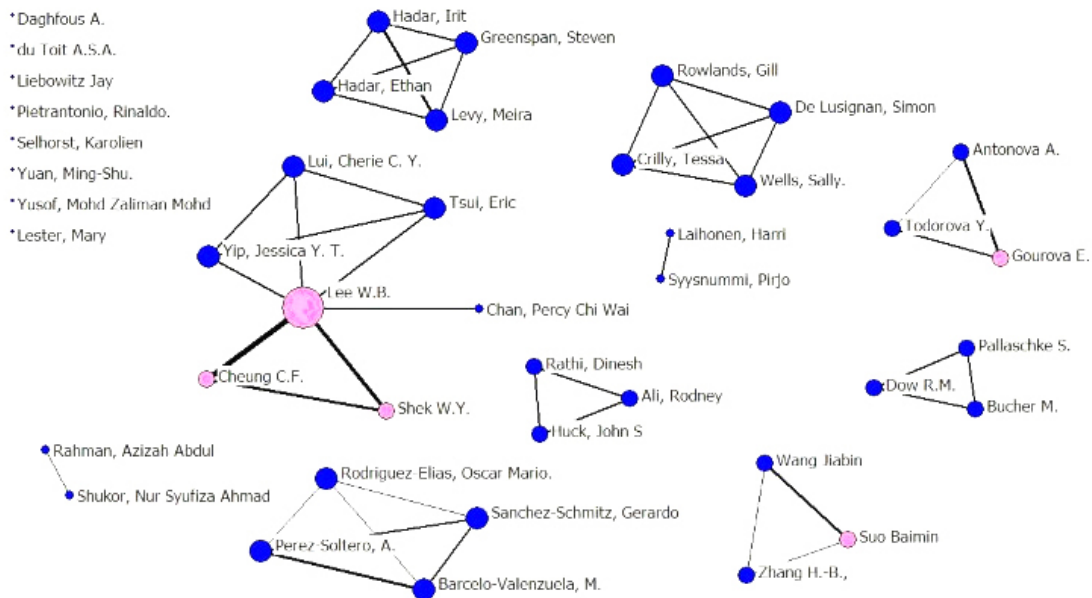 Daghfous A.
du Toit A.S.A.
Liebowitz Jay
Pietrantonio, Rinaldo.
Selhorst, Karolien
Yuan, Ming-Shu.
Yusof, Mohd Zaliman Mohd
Lester, Mary
Hadar, Irit
Greenspan, Steven
Hadar, Ethan
Levy, Meira
Rowlands, Gill
De Lusignan, Simon
Crilly, Tessa
Wells, Sally.
Antonova A.
Todorova Y.
Gourova E.
Lui, Cherie C. Y.
Tsui, Eric
Yip, Jessica Y. T.
Lee W.B.
Chan, Percy Chi Wai
Cheung C.F.
Shek W.Y.
Laihonen, Harri
Syysnummi, Pirjo
Rathi, Dinesh
Ali, Rodney
Huck, John S
Pallaschke S.
Dow R.M.
Bucher M.
Rahman, Azizah Abdul
Shukor, Nur Syufiza Ahmad
Rodriguez-Elias, Oscar Mario.
Sanchez-Schmitz, Gerardo
Perez-Soltero, A.
Barcelo-Valenzuela, M.
Wang Jiabin
Suo Baimin
Zhang H.-B.,